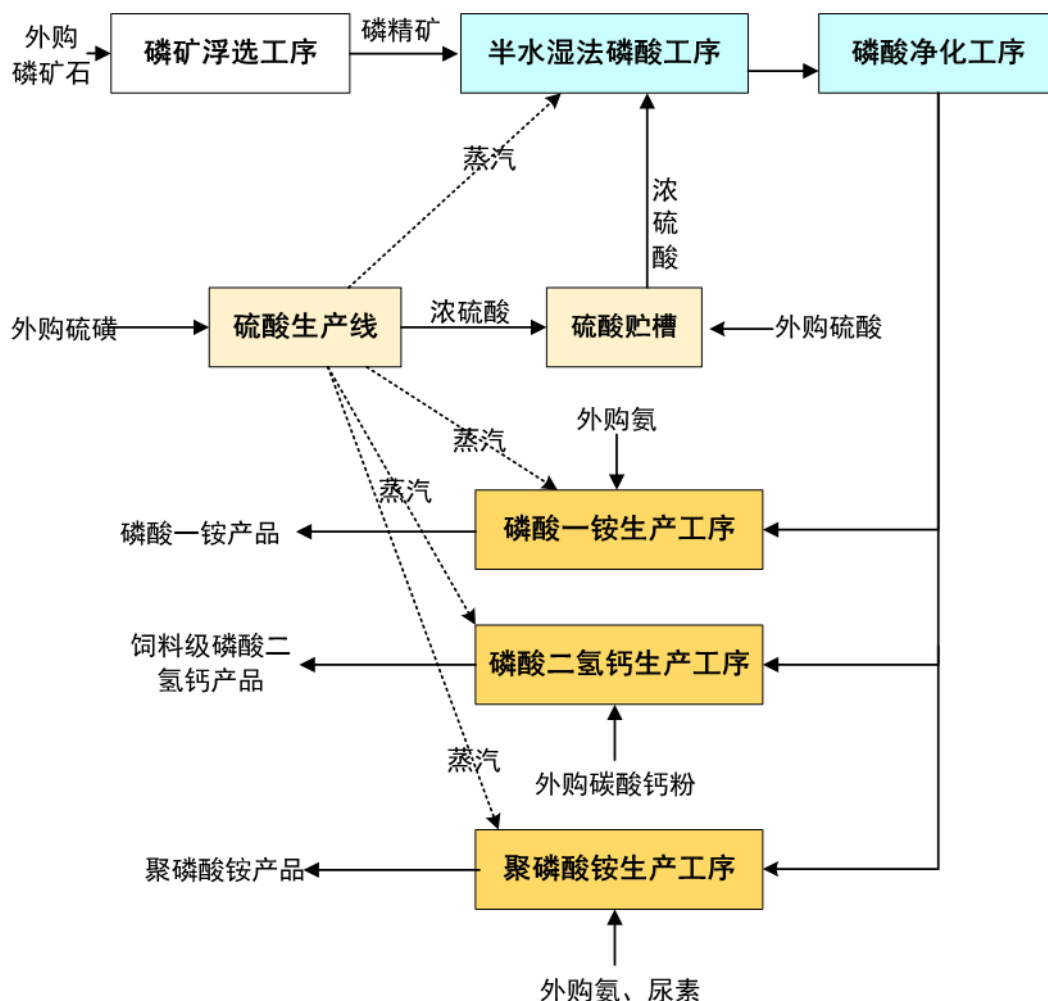 外购
磷矿石
磷矿浮选工序
磷精矿
半水湿法磷酸工序
磷酸净化工序
蒸汽
浓
硫
酸
外购硫磺
硫酸生产线
浓硫酸
硫酸贮槽
外购硫酸
外购氨
蒸汽
蒸汽
磷酸一铵产品
磷酸一铵生产工序
饲料级磷酸二
氢钙产品
磷酸二氢钙生产工序
蒸汽
外购碳酸钙粉
聚磷酸铵产品
聚磷酸铵生产工序
外购氨、尿素